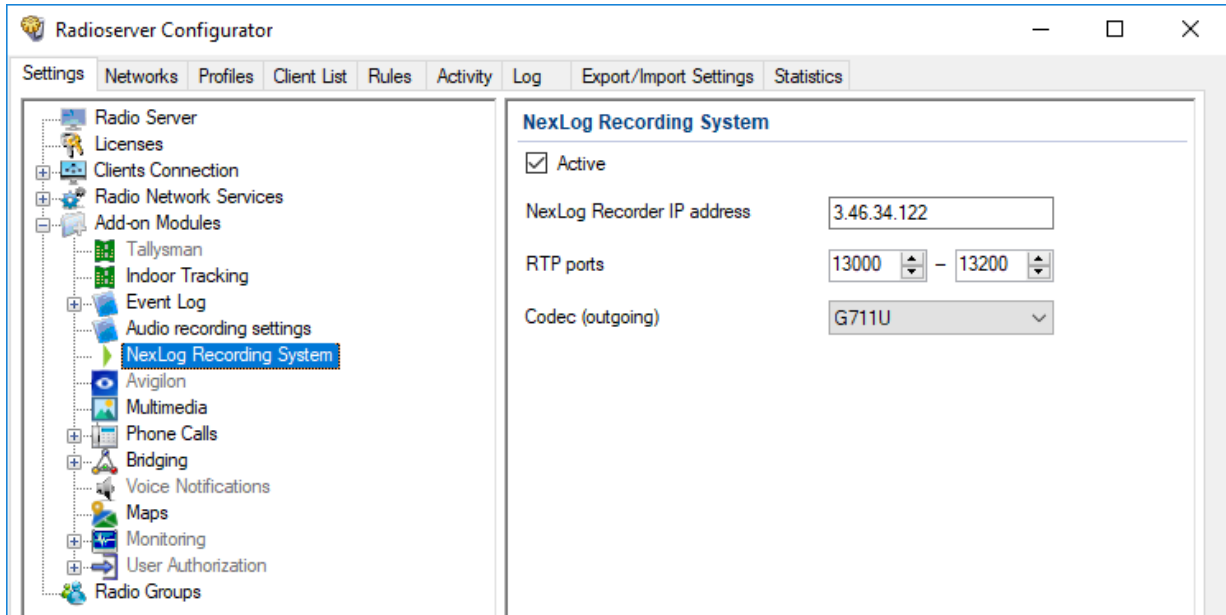 Radioserver Configurator
Settings Networks Profiles Client List Rules Activity Log Export/Import Settings Statistics
Radio Server
Licenses
Clients Connection
Radio Network Services
Add-on Modules
Tallysman
Indoor Tracking
Event Log
Audio recording settings
NexLog Recording System
Avigilon
Multimedia
Phone Calls
Bridging
Voice Notifications
Maps
Monitoring
User Authorization
Radio Groups
NexLog Recording System
Active
NexLog Recorder IP address 3.46.34.122
RTP ports 13000 – 13200
Codec (outgoing) G711U